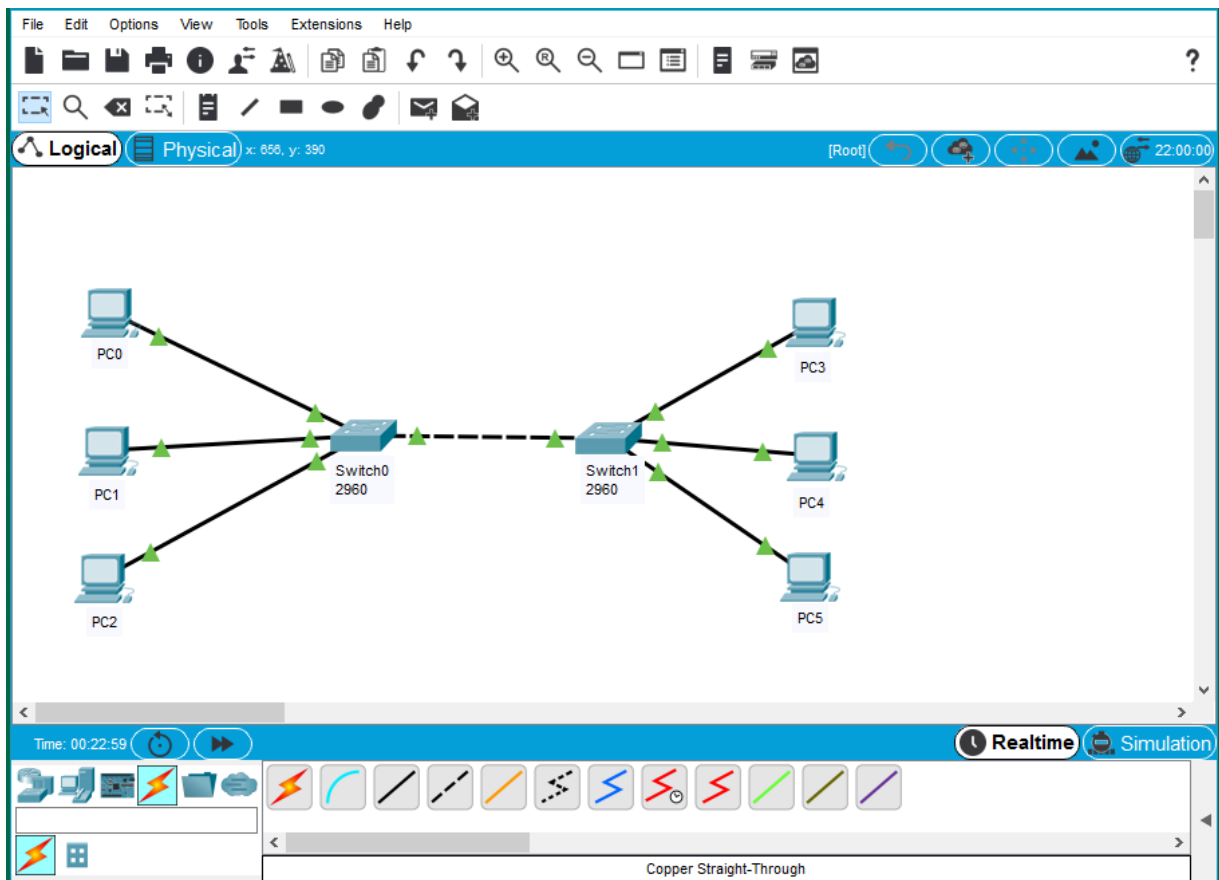 File Edit Options View Tools Extensions Help
?
Logical Physical x: 656, y: 390 [Root] 22:00:00
PC0
PC3
PC1
Switch0
2960
Switch1
2960
PC4
PC2
PC5
Time: 00:22:59 Realtime Simulation
Copper Straight-Through